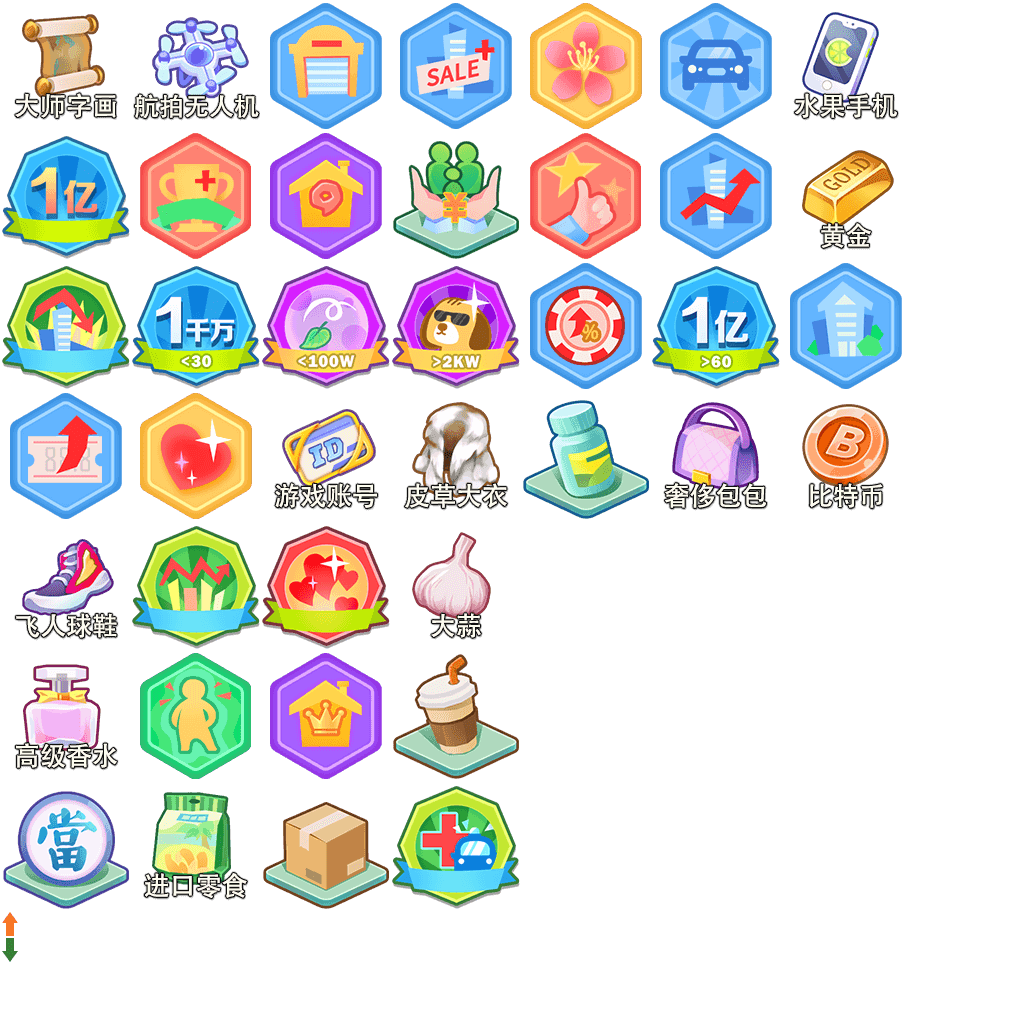 大师字画
航拍无人机
SALE
水果手机
1亿
¥
GOLD
黄金
1千万
<30
<100W
>2KW
%
1亿
>60
ID
游戏账号
皮草大衣
奢侈包包
B
比特币
飞人球鞋
大蒜
高级香水
當
进口零食